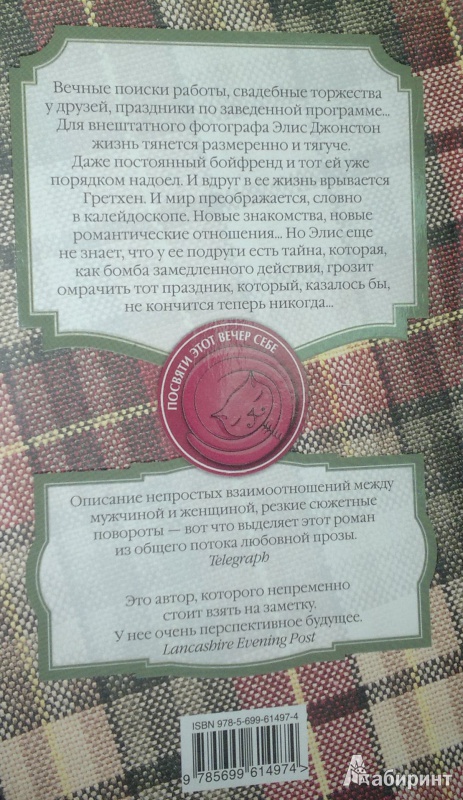 Вечные поиски работы, свадебные торжества
у друзей, праздники по заведенной программе...
Для внештатного фотографа Элис Джонстон
жизнь тянется размеренно и тягуче.
Даже постоянный бойфренд и тот ей уже
порядком надоел. И вдруг в ее жизнь врывается
Гретхен. И мир преображается, словно
в калейдоскопе. Новые знакомства, новые
романтические отношения... Но Элис еще
не знает, что у ее подруги есть тайна, которая,
как бомба замедленного действия, грозит
омрачить тот праздник, который, казалось бы,
не кончится теперь никогда...
ПОСВЯТИ ЭТОТ ВЕЧЕР СЕБЕ
Описание непростых взаимоотношений между
мужчиной и женщиной, резкие сюжетные
повороты — вот что выделяет этот роман
из общего потока любовной прозы.
Telegraph
Это автор, которого непременно
стоит взять на заметку.
У нее очень перспективное будущее.
Lancashire Evening Post
ISBN 978-5-699-61497-4
9 785699 614974 >
Лабиринт